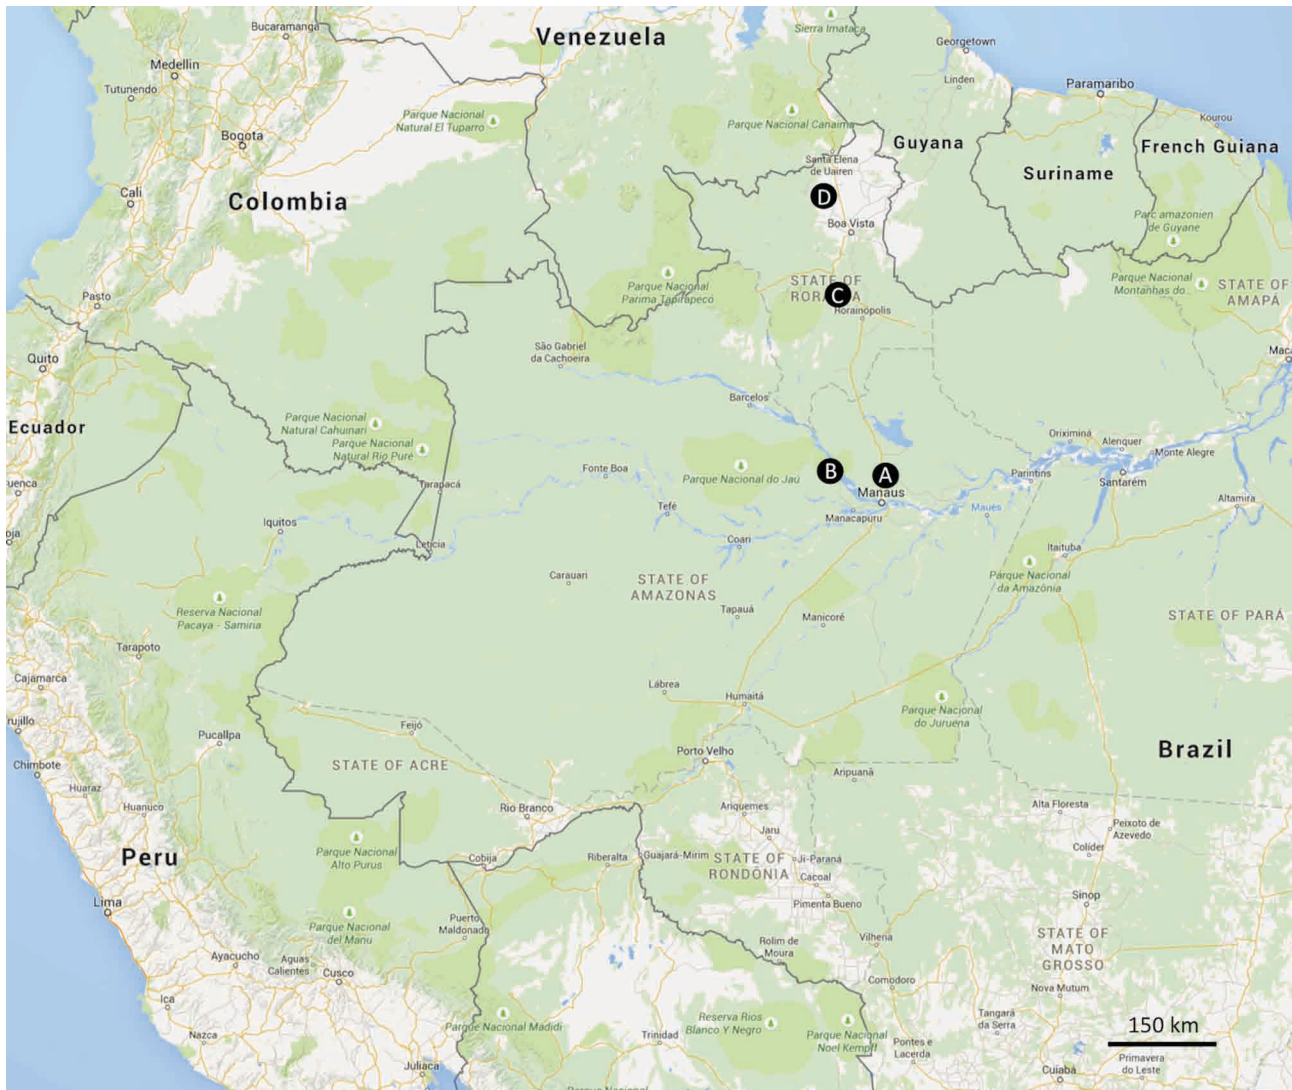 Bucaramanga
Venezuela
Sierra Imataca
Georgetown
Medellin
Tutunendo
Linden
Paramaribo
Parque Nacional
Natural El Tuparro
Parque Nacional Canaima
Kourou
Bogota
Guyana
French Guiana
Santa Elena
de Uairen
Suriname
Cali
Colombia
D
Boa Vista
Parc amazonien
de Guyane
Parque Nacional
Parima Tapirapeco
STATE OF
C
Parque Nacional
Montanhas do...
STATE OF
AMAPÁ
Pasto
Rorainópolis
Quito
São Gabriel
da Cachoeira
Maca
Barcelos
Ecuador
Parque Nacional
Natural Cahuinari
Parque Nacional
Natural Rio Puré
Oriximiná
Alenquer
Monte Alegre
Fonte Boa
Parque Nacional do Jaú
B
A
Parintins
Santarém
Manaus
uenca
Tarapacá
Altamira
Iquitos
Tefé
Manacapuru
Maués
oja
Leticia
Coari
Itaituba
Carauari
STATE OF
AMAZONAS
Parque Nacional
da Amazônia
Reserva Nacional
Pacaya - Samiria
Tapauá
Manicoré
STATE OF PARÁ
Tarapoto
Cajamarca
Lábrea
Humaitá
Parque Nacional
do Juruena
rujillo
Feijó
Pucallpa
Porto Velho
Brazil
Chimbote
STATE OF ACRE
Aripuanã
Huaraz
Huanuco
Rio Branco
Ariquemes
Alta Floresta
Peixoto de
Azevedo
Jaru
Peru
Parque Nacional
Alto Purus
Cobija
Riberalta
Guajará-Mirim
STATE OF
RONDÔNIA
Ji-Paraná
Colíder
Cacoal
Lima
Pimenta Bueno
Sinop
Parque Nacional
del Manu
Puerto
Maldonado
Rolim de
Moura
Vilhena
STATE OF
MATO
GROSSO
Ayacucho
Aguas
Calientes
Cusco
Comodoro
Nova Mutum
Ica
Parque Nacional Madidi
Reserva Rios
Blanco Y Negro
Parque Nacional
Noel Kempff
Tangará
da Serra
150 km
Nazca
Trinidad
Pontes e
Lacerda
Primavera
do Leste
Juliaca
Cuiabá
Parque Nacional